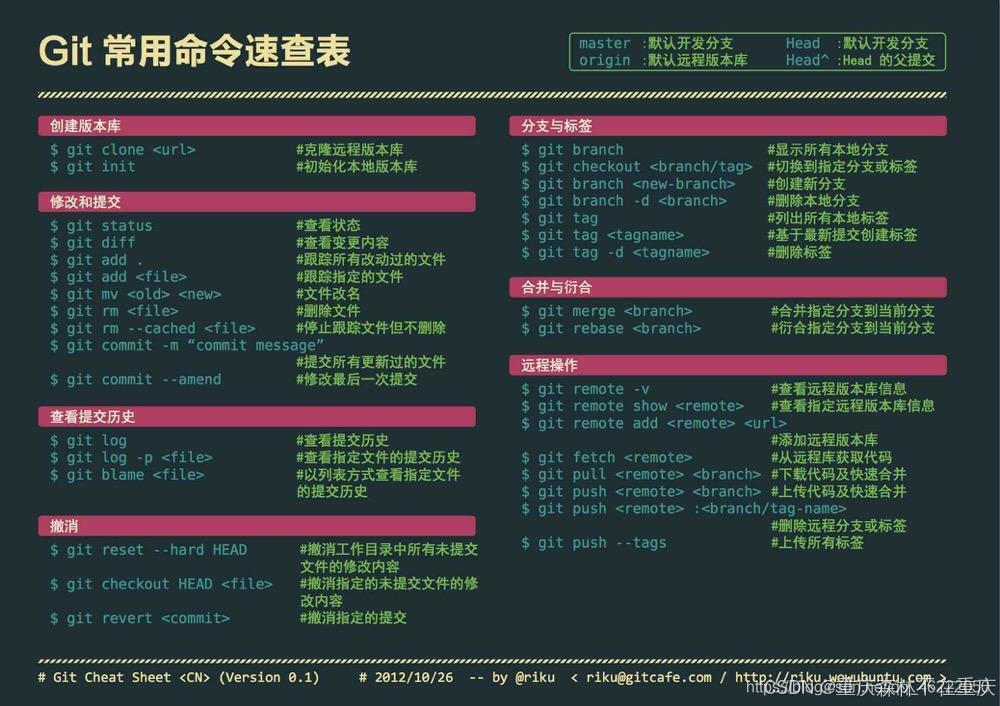 Git 常用命令速查表
master :默认开发分支 Head :默认开发分支
origin :默认远程版本库 Head^ :Head 的父提交
创建版本库
$ git clone <url> #克隆远程版本库
$ git init #初始化本地版本库
修改和提交
$ git status #查看状态
$ git diff #查看变更内容
$ git add . #跟踪所有改动过的文件
$ git add <file> #跟踪指定的文件
$ git mv <old> <new> #文件改名
$ git rm <file> #删除文件
$ git rm --cached <file> #停止跟踪文件但不删除
$ git commit -m “commit message”
#提交所有更新过的文件
$ git commit --amend #修改最后一次提交
查看提交历史
$ git log #查看提交历史
$ git log -p <file> #查看指定文件的提交历史
$ git blame <file> #以列表方式查看指定文件
的提交历史
撤消
$ git reset --hard HEAD #撤消工作目录中所有未提交
文件的修改内容
$ git checkout HEAD <file> #撤消指定的未提交文件的修
改内容
$ git revert <commit> #撤消指定的提交
分支与标签
$ git branch #显示所有本地分支
$ git checkout <branch/tag> #切换到指定分支或标签
$ git branch <new-branch> #创建新分支
$ git branch -d <branch> #删除本地分支
$ git tag #列出所有本地标签
$ git tag <tagname> #基于最新提交创建标签
$ git tag -d <tagname> #删除标签
合并与衍合
$ git merge <branch> #合并指定分支到当前分支
$ git rebase <branch> #衍合指定分支到当前分支
远程操作
$ git remote -v #查看远程版本库信息
$ git remote show <remote> #查看指定远程版本库信息
$ git remote add <remote> <url>
#添加远程版本库
$ git fetch <remote> #从远程库获取代码
$ git pull <remote> <branch> #下载代码及快速合并
$ git push <remote> <branch> #上传代码及快速合并
$ git push <remote> :<branch/tag-name>
#删除远程分支或标签
$ git push --tags #上传所有标签
# Git Cheat Sheet <CN> (Version 0.1) # 2012/10/26 -- by @riku < riku@gitcafe.com / http://riku.wowubuntu.com >
CSDN @重庆森林不在重庆